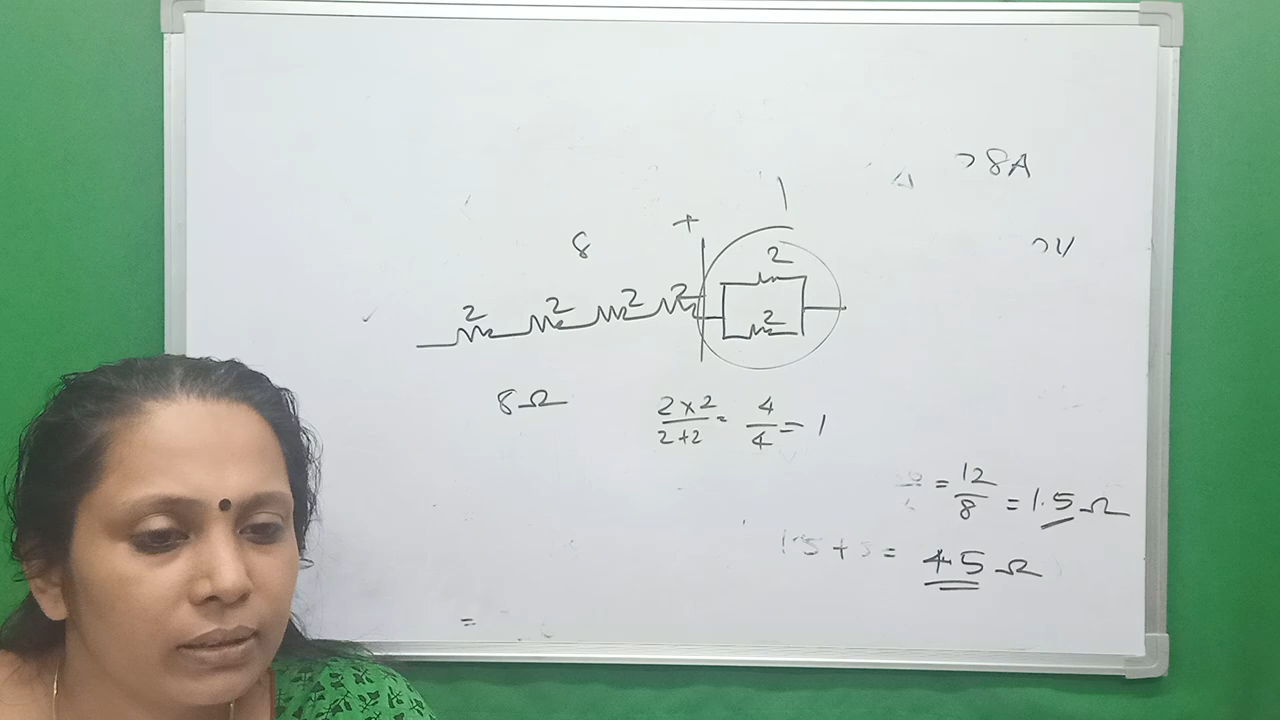 8A
8 + 1
2 2 2 2 2
2
8Ω
2×2/2+2 = 4/4 = 1
= 12/8 = 1.5Ω
1.5 + 3 = 4.5Ω
=